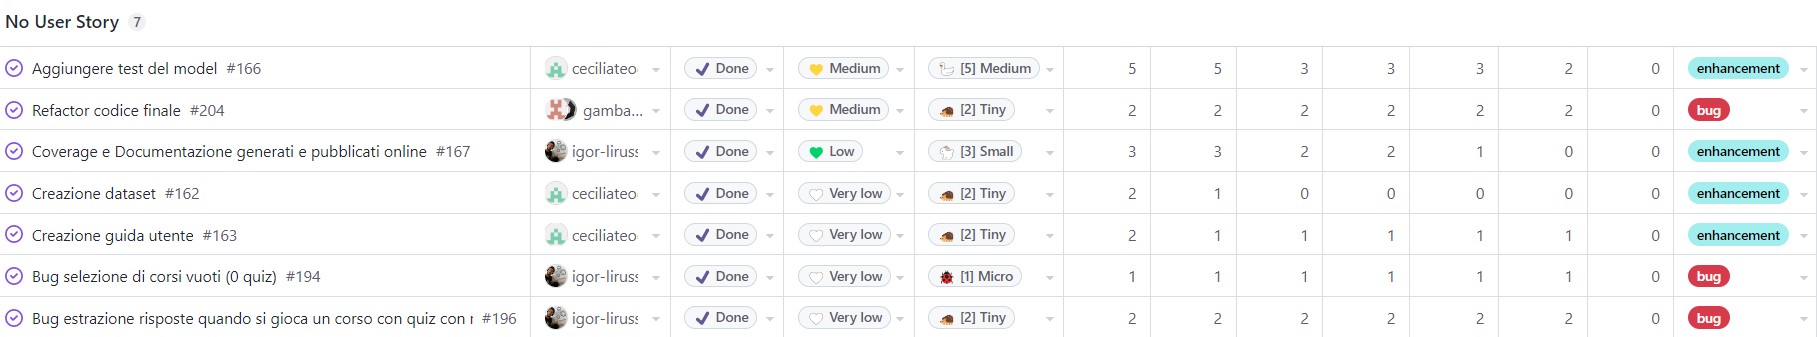 No User Story 7
Aggiungere test del model #166 ceciliateo Done Medium [5] Medium 5 5 3 3 3 2 0 enhancement
Refactor codice finale #204 gamba... Done Medium [2] Tiny 2 2 2 2 2 2 0 bug
Coverage e Documentazione generati e pubblicati online #167 igor-liruss Done Low [3] Small 3 3 2 2 1 0 0 enhancement
Creazione dataset #162 ceciliateo Done Very low [2] Tiny 2 1 0 0 0 0 0 enhancement
Creazione guida utente #163 ceciliateo Done Very low [2] Tiny 2 1 1 1 1 1 0 enhancement
Bug selezione di corsi vuoti (0 quiz) #194 igor-liruss Done Very low [1] Micro 1 1 1 1 1 1 0 bug
Bug estrazione risposte quando si gioca un corso con quiz con #196 igor-liruss Done Very low [2] Tiny 2 2 2 2 2 2 0 bug